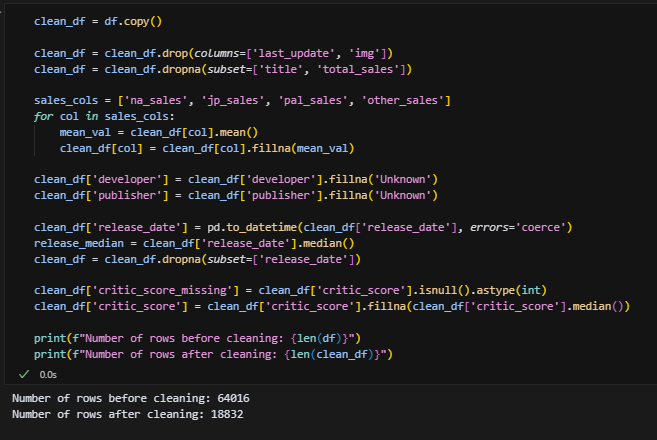 clean_df = df.copy()
clean_df = clean_df.drop(columns=['last_update', 'img'])
clean_df = clean_df.dropna(subset=['title', 'total_sales'])
sales_cols = ['na_sales', 'jp_sales', 'pal_sales', 'other_sales']
for col in sales_cols:
    mean_val = clean_df[col].mean()
    clean_df[col] = clean_df[col].fillna(mean_val)
clean_df['developer'] = clean_df['developer'].fillna('Unknown')
clean_df['publisher'] = clean_df['publisher'].fillna('Unknown')
clean_df['release_date'] = pd.to_datetime(clean_df['release_date'], errors='coerce')
release_median = clean_df['release_date'].median()
clean_df = clean_df.dropna(subset=['release_date'])
clean_df['critic_score_missing'] = clean_df['critic_score'].isnull().astype(int)
clean_df['critic_score'] = clean_df['critic_score'].fillna(clean_df['critic_score'].median())
print(f"Number of rows before cleaning: {len(df)}")
print(f"Number of rows after cleaning: {len(clean_df)}")
✓ 0.0s
Number of rows before cleaning: 64016
Number of rows after cleaning: 18832